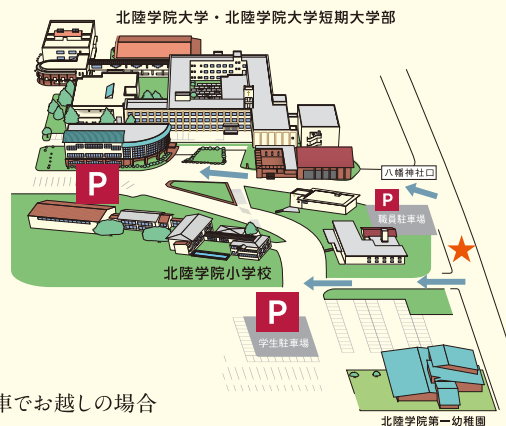 北陸学院大学・北陸学院大学短期大学部
八幡神社口
P
P
職員駐車場
北陸学院小学校
P
学生駐車場
車でお越しの場合
北陸学院第一幼稚園